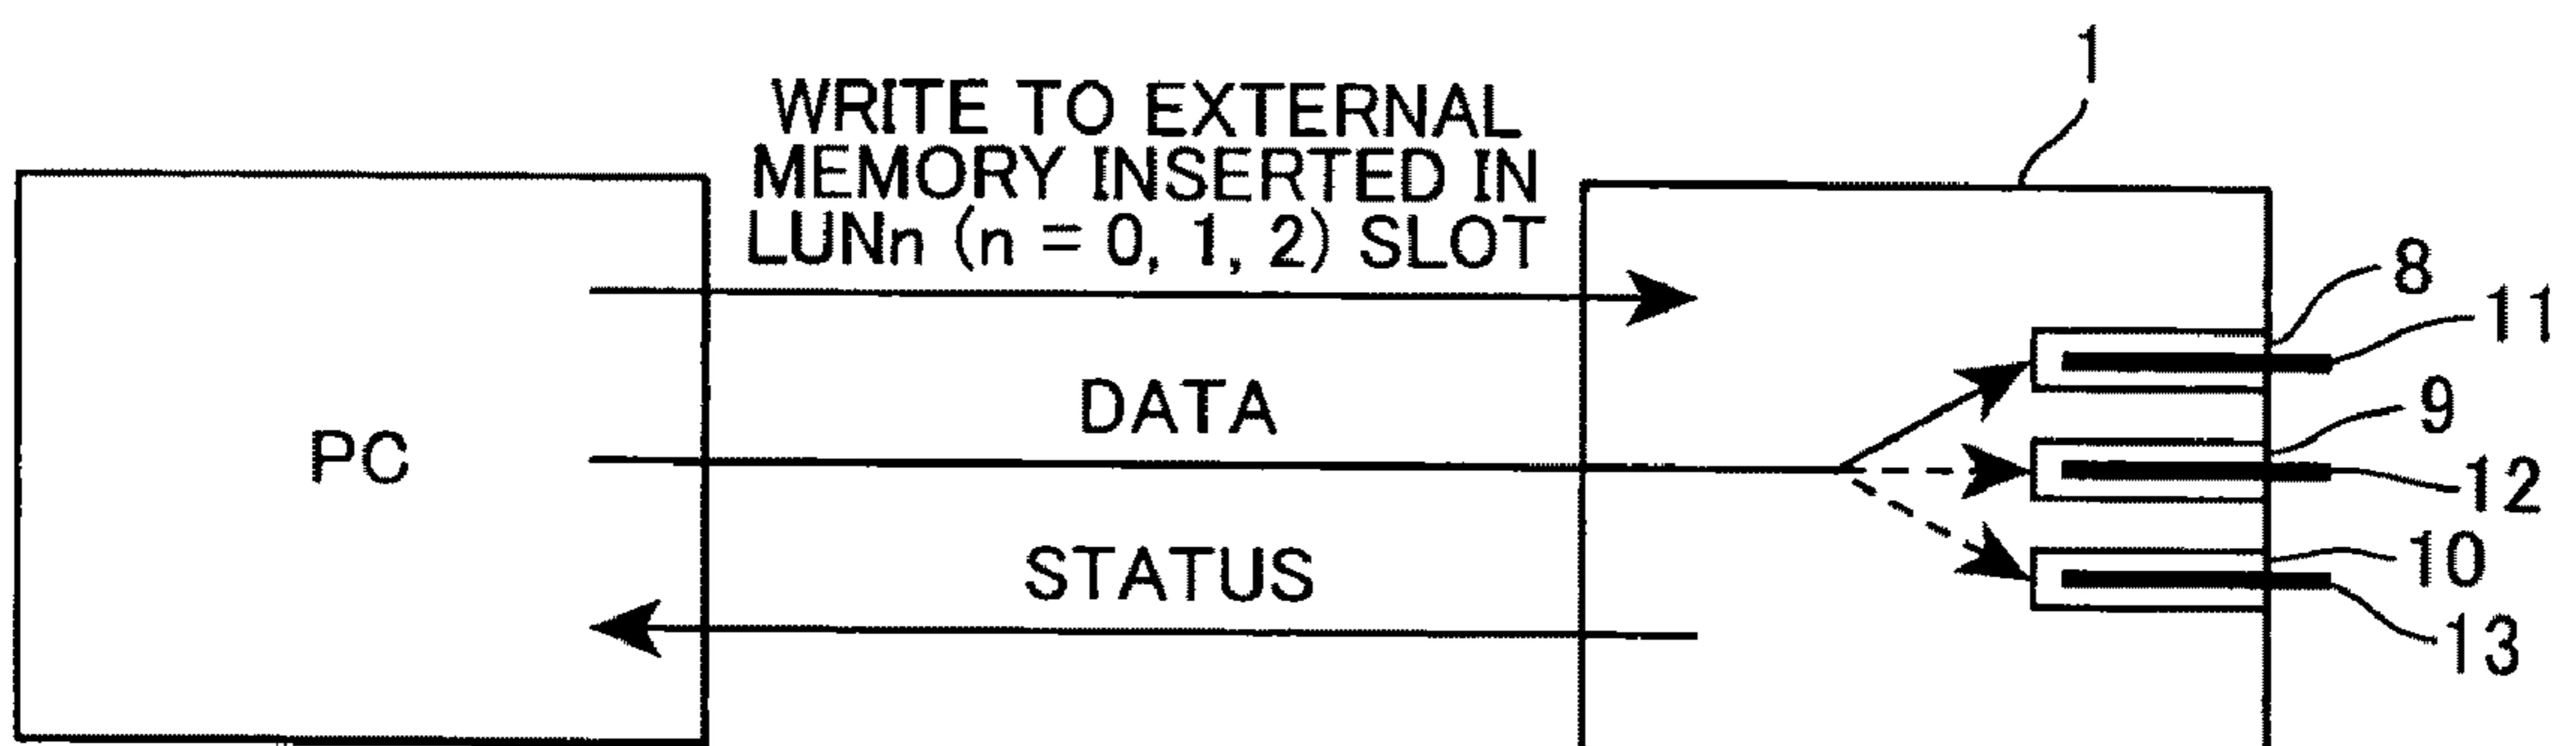 1
WRITE TO EXTERNAL
MEMORY INSERTED IN
LUNn (n = 0, 1, 2) SLOT
8
11
DATA
9
PC
12
STATUS
10
13